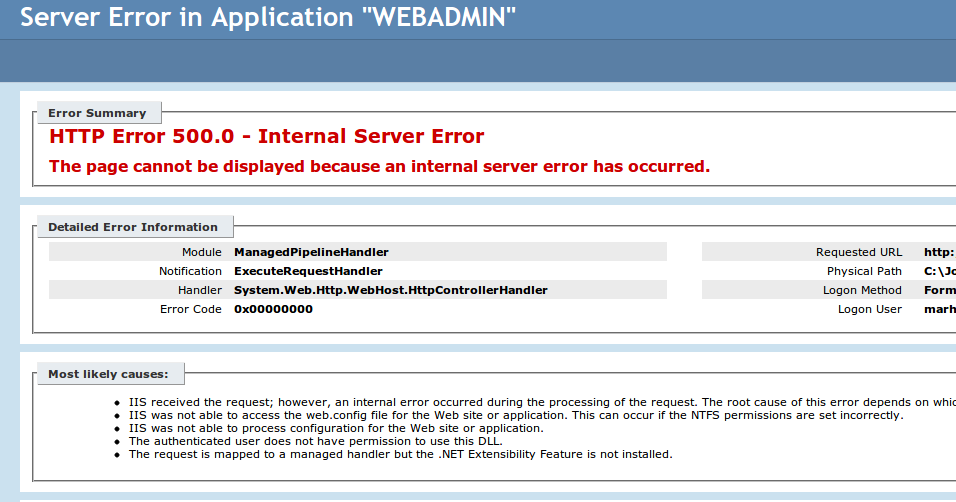 Server Error in Application "WEBADMIN"
Error Summary
HTTP Error 500.0 - Internal Server Error
The page cannot be displayed because an internal server error has occurred.
Detailed Error Information
Module ManagedPipelineHandler
Notification ExecuteRequestHandler
Handler System.Web.Http.WebHost.HttpControllerHandler
Error Code 0x00000000
Requested URL http:
Physical Path C:\Jo
Logon Method Form
Logon User marh
Most likely causes:
IIS received the request; however, an internal error occurred during the processing of the request. The root cause of this error depends on whic
IIS was not able to access the web.config file for the Web site or application. This can occur if the NTFS permissions are set incorrectly.
IIS was not able to process configuration for the Web site or application.
The authenticated user does not have permission to use this DLL.
The request is mapped to a managed handler but the .NET Extensibility Feature is not installed.